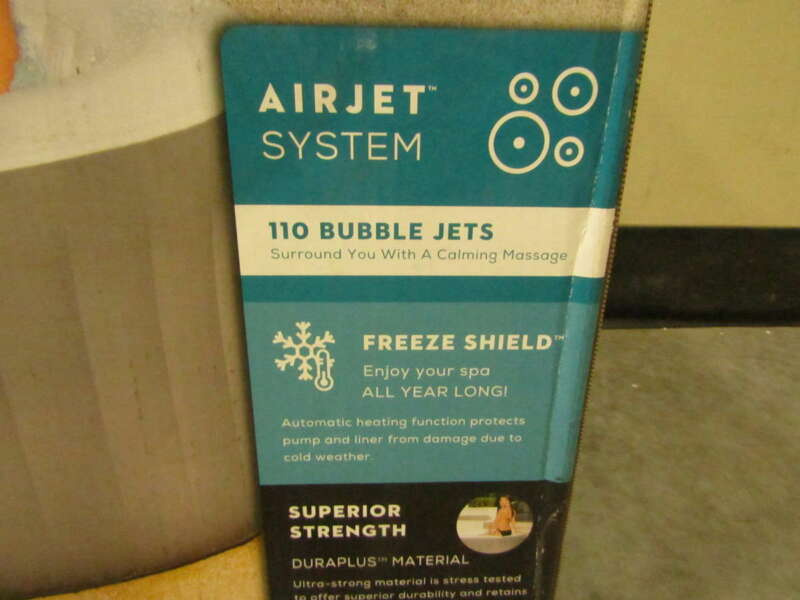 AIRJET™
SYSTEM
110 BUBBLE JETS
Surround You With A Calming Massage
FREEZE SHIELD™
Enjoy your spa
ALL YEAR LONG!
Automatic heating function protects
pump and liner from damage due to
cold weather.
SUPERIOR
STRENGTH
DURAPLUS™ MATERIAL
Ultra-strong material is stress tested
to offer superior durability and retains